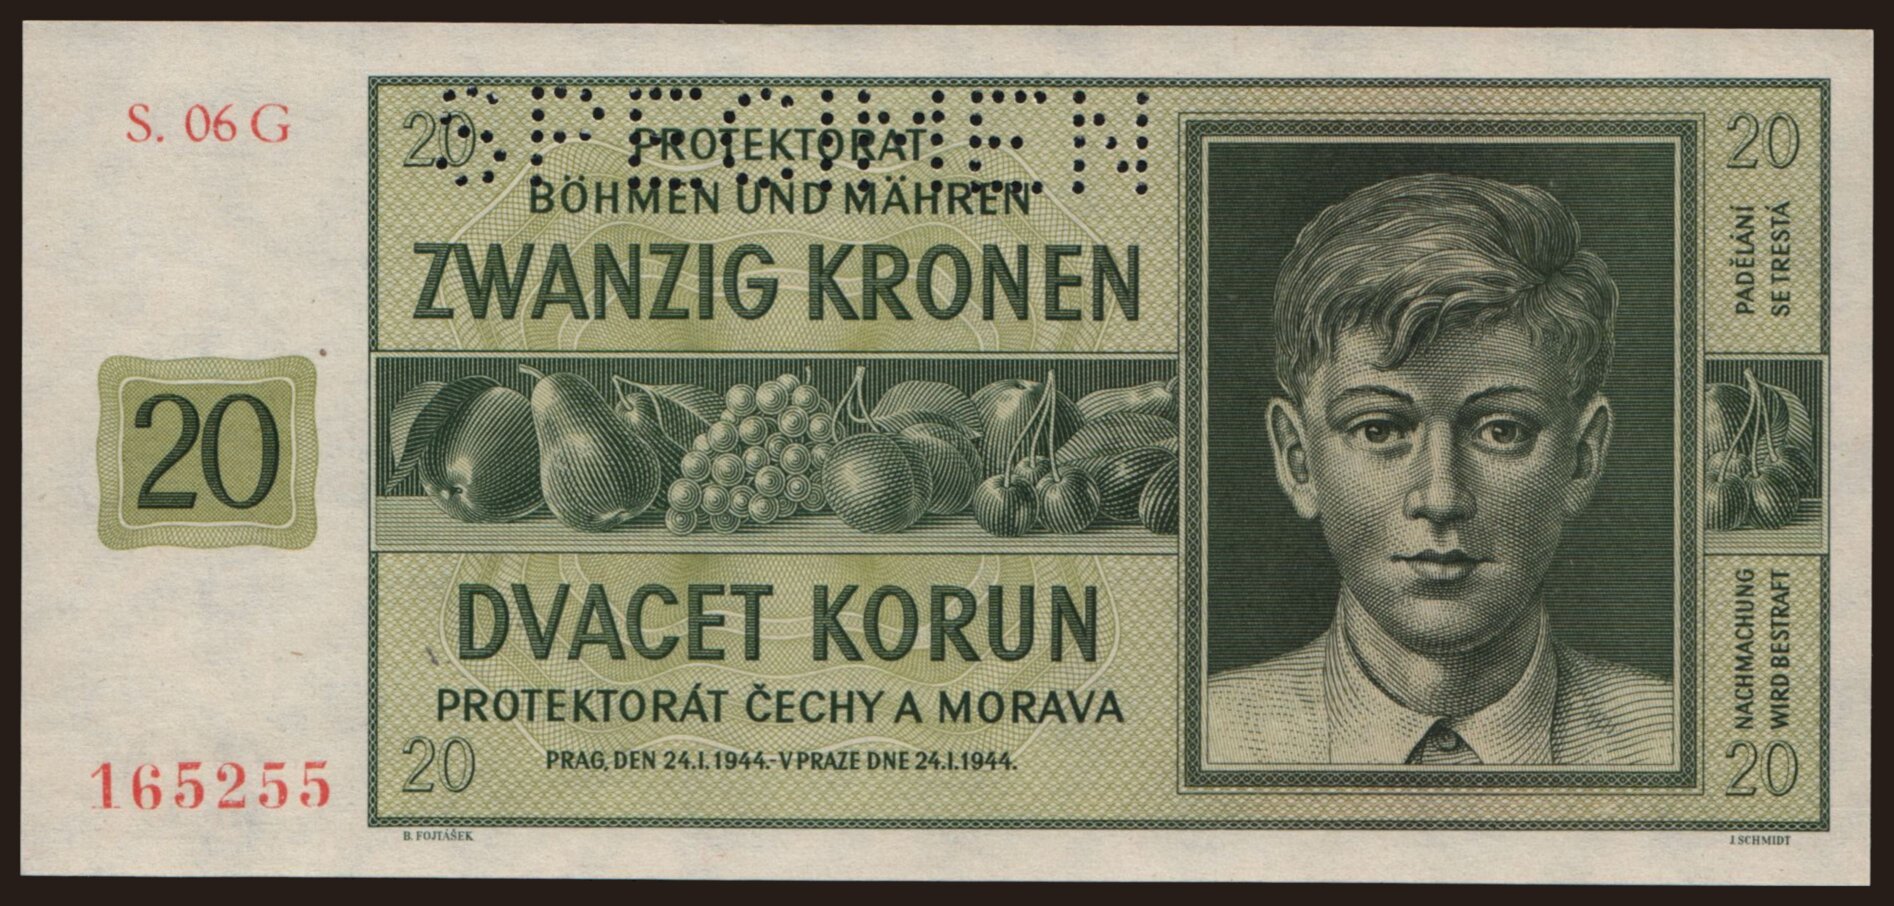 S. 06 G
20
SPECIMEN
PROTEKTORAT
BÖHMEN UND MÄHREN
ZWANZIG KRONEN
20
DVACET KORUN
PROTEKTORÁT ČECHY A MORAVA
PRAG, DEN 24.I.1944.-V PRAZE DNE 24.I.1944.
20
165255
B. FOJTÁŠEK
20
PADĚLÁNÍ
SE TRESTÁ
NACHMACHUNG
WIRD BESTRAFT
20
J. SCHMIDT